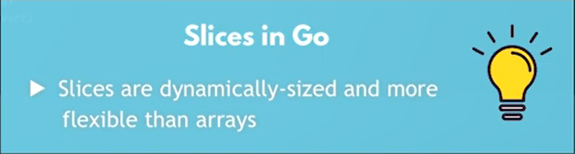 Slices in Go
▶ Slices are dynamically-sized and more
flexible than arrays